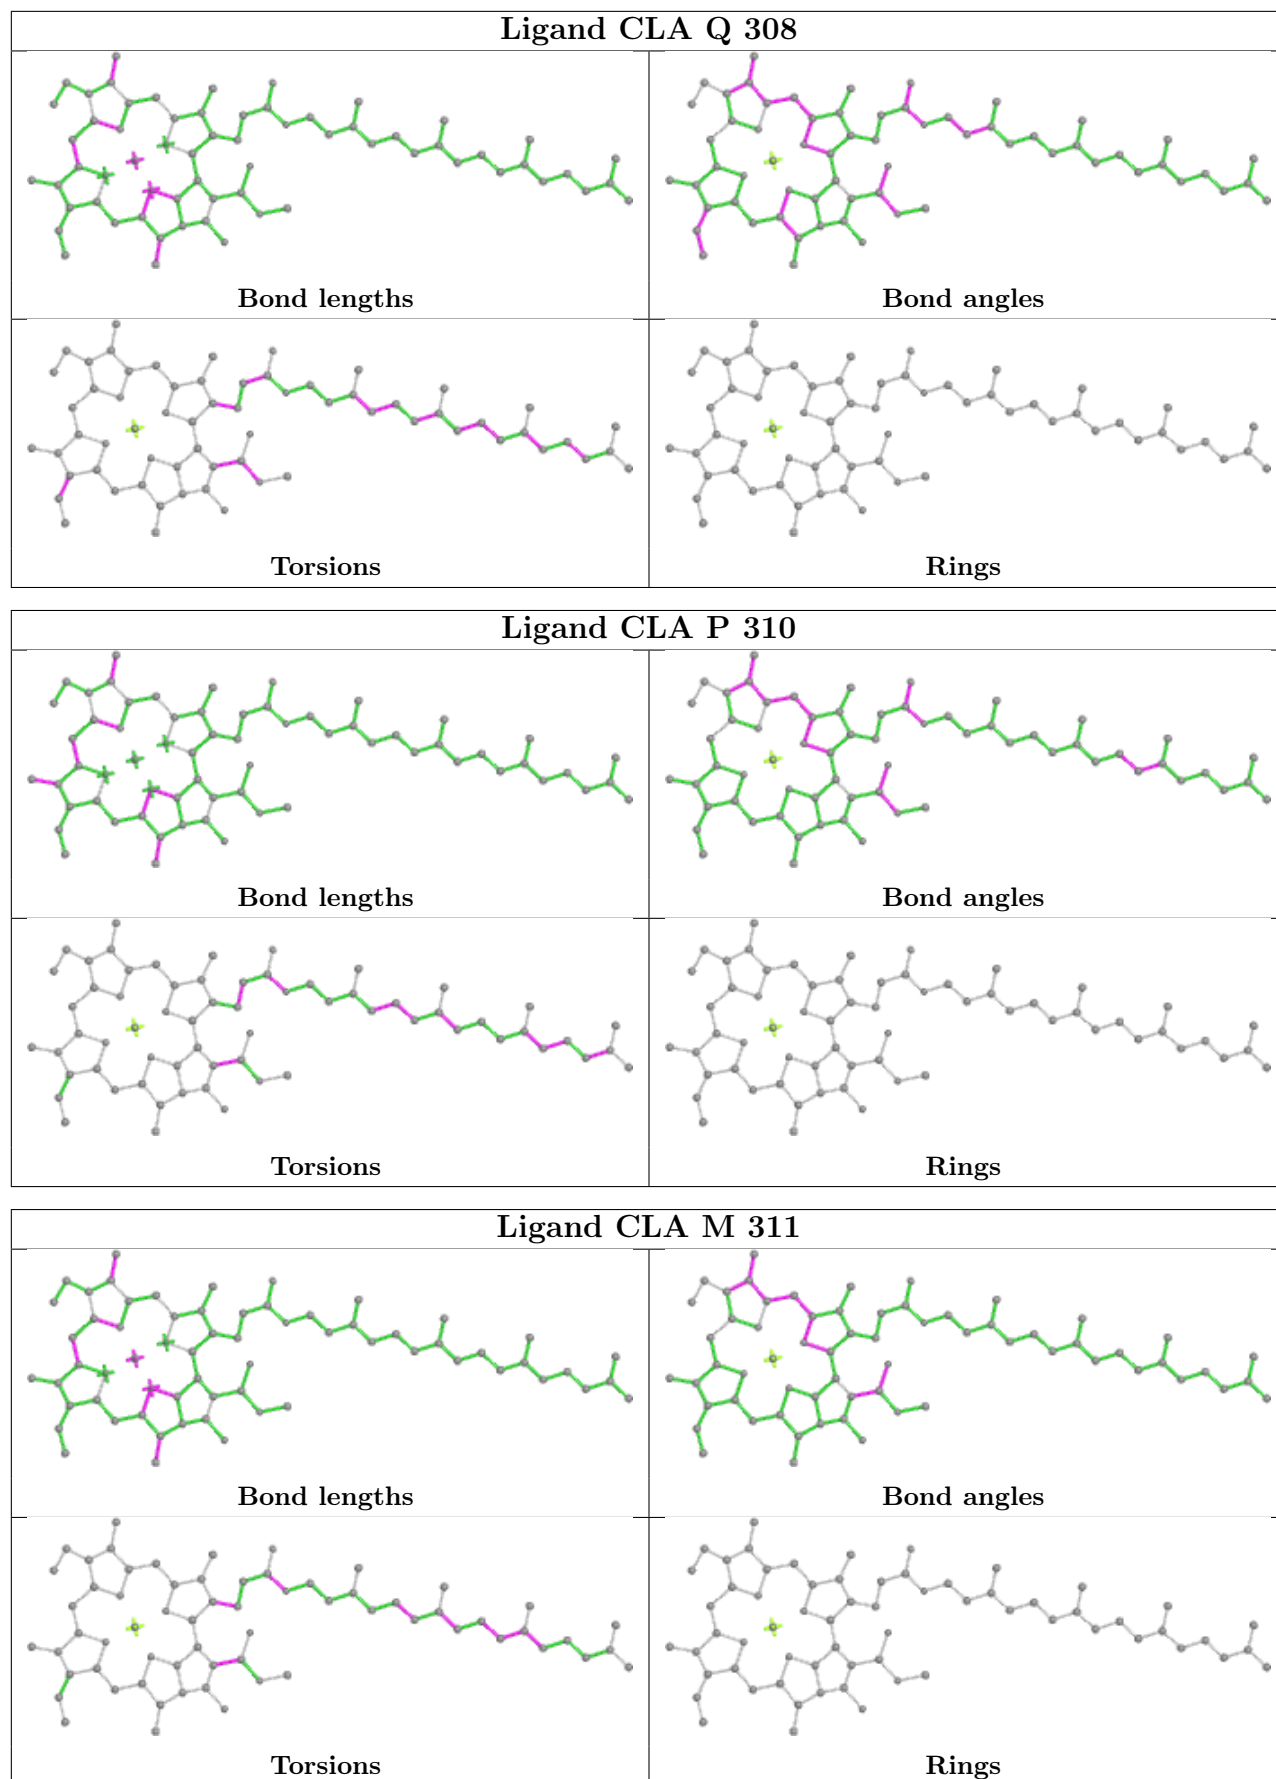 Ligand CLA Q 308
Bond lengths
Bond angles
Torsions
Rings
Ligand CLA P 310
Bond lengths
Bond angles
Torsions
Rings
Ligand CLA M 311
Bond lengths
Bond angles
Torsions
Rings